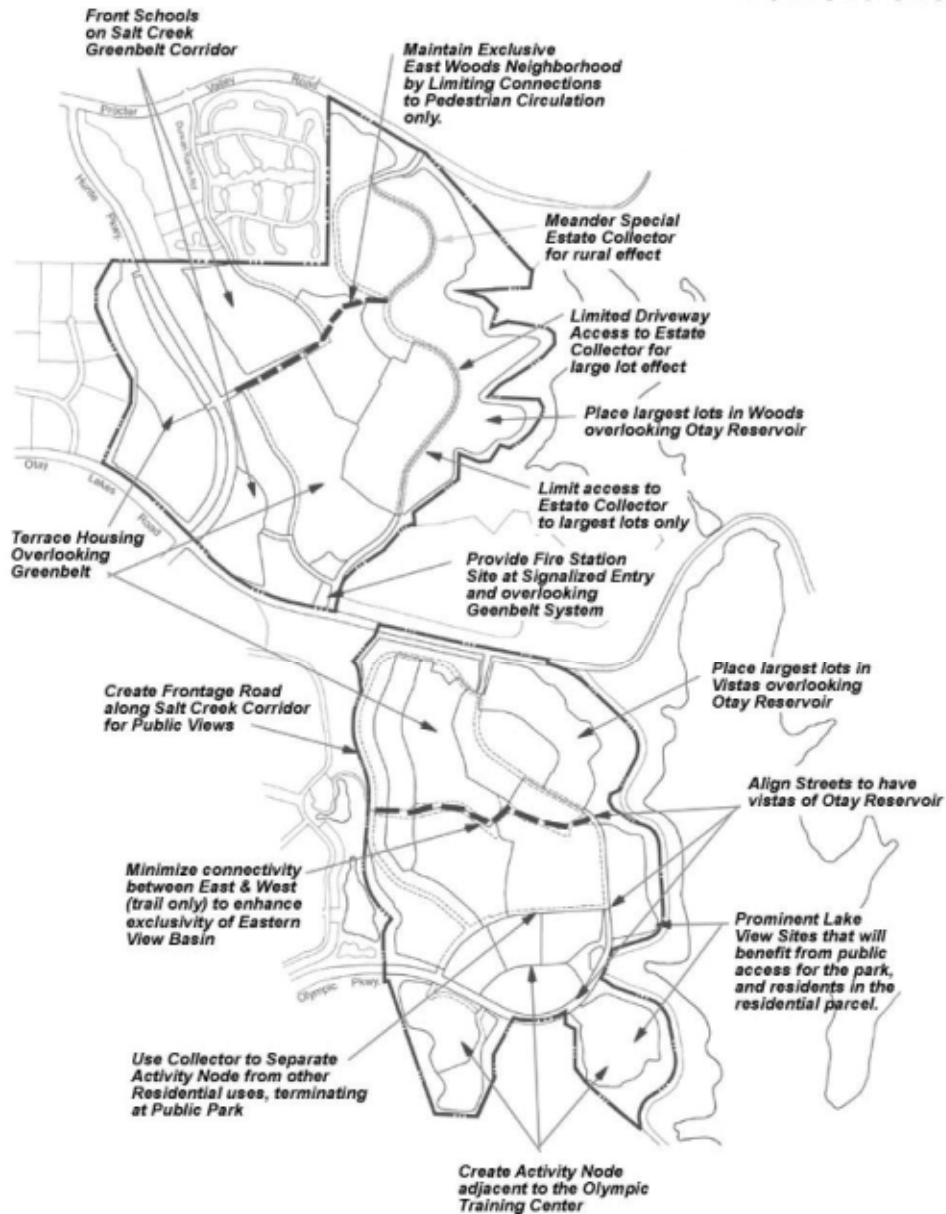 Front Schools
on Salt Creek
Greenbelt Corridor
Maintain Exclusive
East Woods Neighborhood
by Limiting Connections
to Pedestrian Circulation
only.
Procter
Valley
Road
Duncan Ranch Rd
Hunte
Pkwy.
Meander Special
Estate Collector
for rural effect
Limited Driveway
Access to Estate
Collector for
large lot effect
Place largest lots in Woods
overlooking Otay Reservoir
Otay
Lakes
Road
Limit access to
Estate Collector
to largest lots only
Terrace Housing
Overlooking
Greenbelt
Provide Fire Station
Site at Signalized Entry
and overlooking
Geenbelt System
Create Frontage Road
along Salt Creek Corridor
for Public Views
Place largest lots in
Vistas overlooking
Otay Reservoir
Align Streets to have
vistas of Otay Reservoir
Minimize connectivity
between East & West
(trail only) to enhance
exclusivity of Eastern
View Basin
Prominent Lake
View Sites that will
benefit from public
access for the park,
and residents in the
residential parcel.
Olympic
Pkwy.
Use Collector to Separate
Activity Node from other
Residential uses, terminating
at Public Park
Create Activity Node
adjacent to the Olympic
Training Center